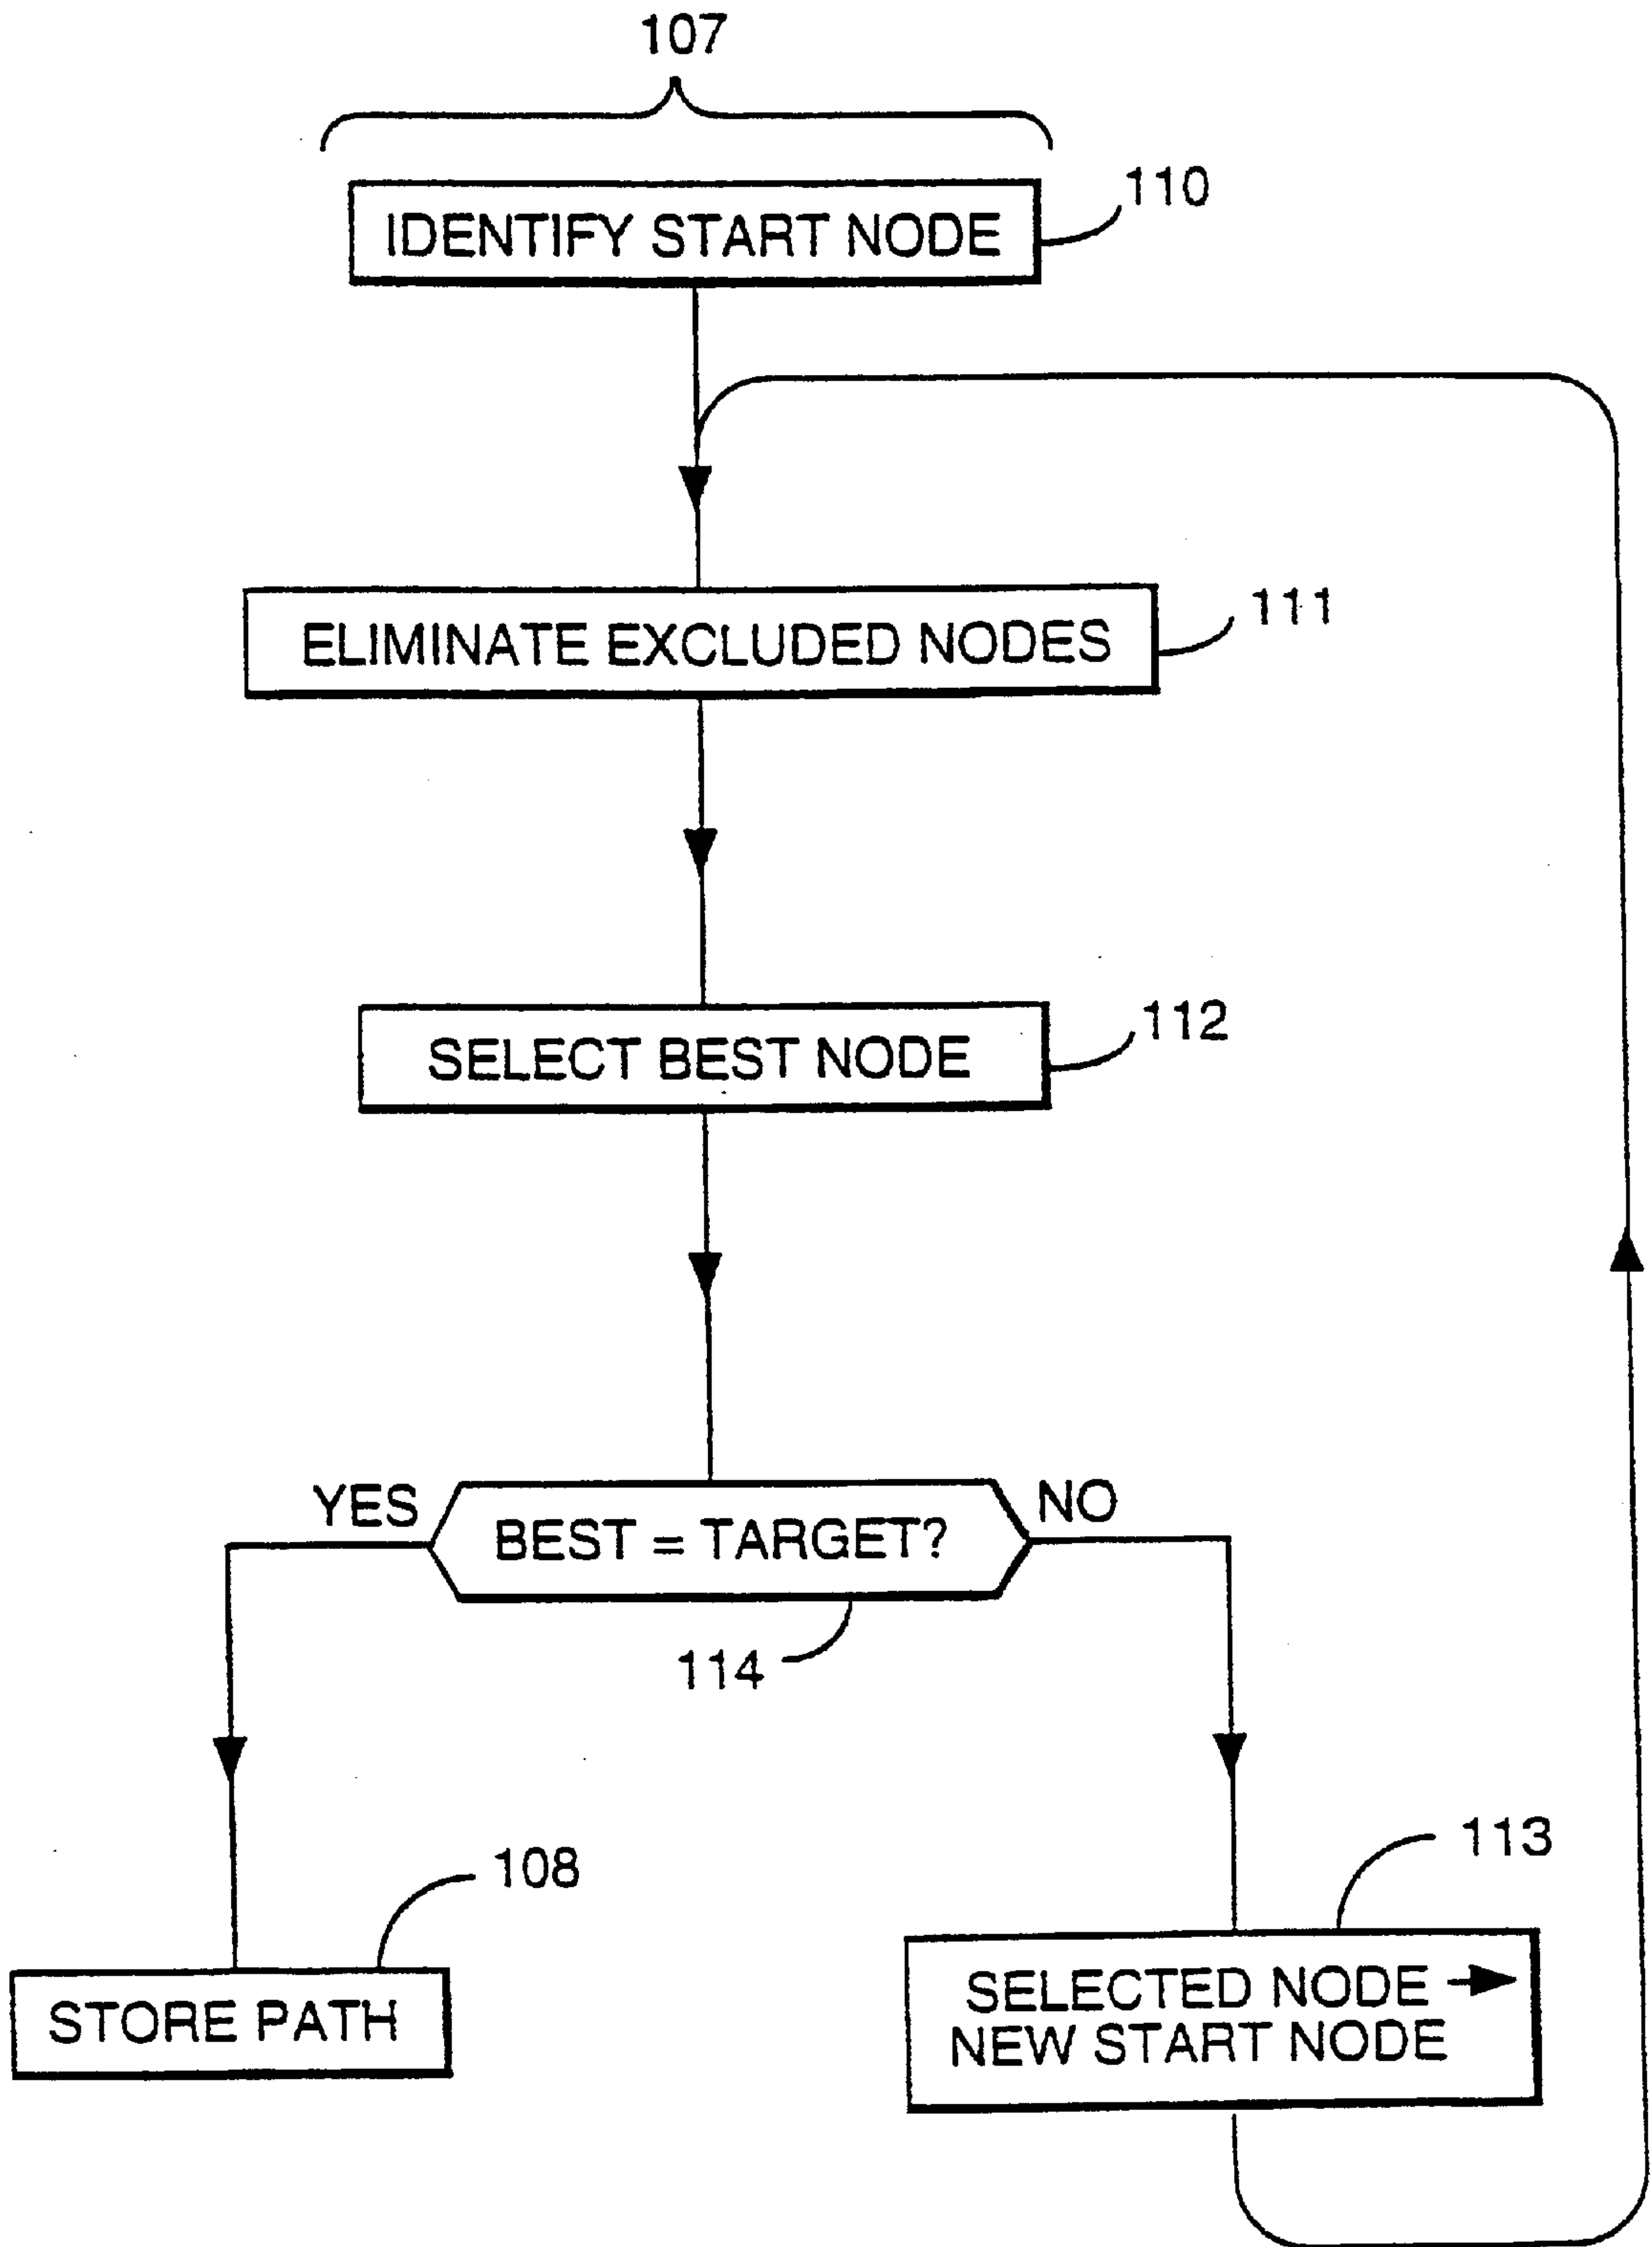 107
110
IDENTIFY START NODE
111
ELIMINATE EXCLUDED NODES
112
SELECT BEST NODE
YES
NO
BEST = TARGET?
114
113
108
SELECTED NODE →
NEW START NODE
STORE PATH